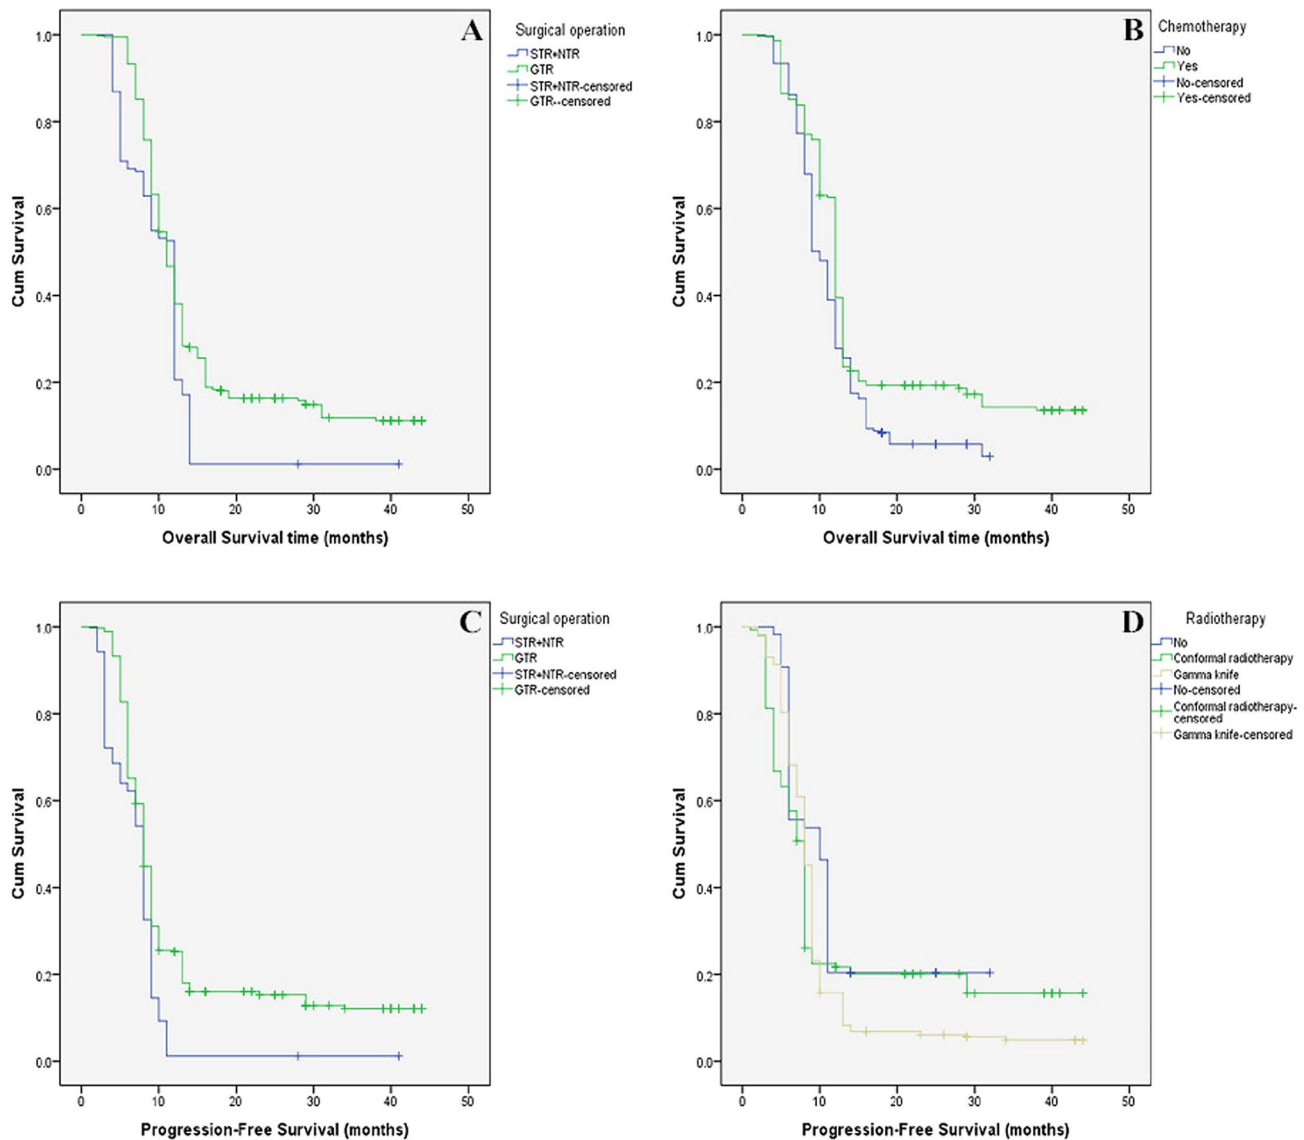 A
Surgical operation
STR+NTR
GTR
STR+NTR-censored
GTR--censored
1.0
0.8
0.6
0.4
0.2
0.0
Cum Survival
0 10 20 30 40 50
Overall Survival time (months)
B
Chemotherapy
No
Yes
No-censored
Yes-censored
1.0
0.8
0.6
0.4
0.2
0.0
Cum Survival
0 10 20 30 40 50
Overall Survival time (months)
C
Surgical operation
STR+NTR
GTR
STR+NTR-censored
GTR-censored
1.0
0.8
0.6
0.4
0.2
0.0
Cum Survival
0 10 20 30 40 50
Progression-Free Survival (months)
D
Radiotherapy
No
Conformal radiotherapy
Gamma knife
No-censored
Conformal radiotherapy-
censored
Gamma knife-censored
1.0
0.8
0.6
0.4
0.2
0.0
Cum Survival
0 10 20 30 40 50
Progression-Free Survival (months)